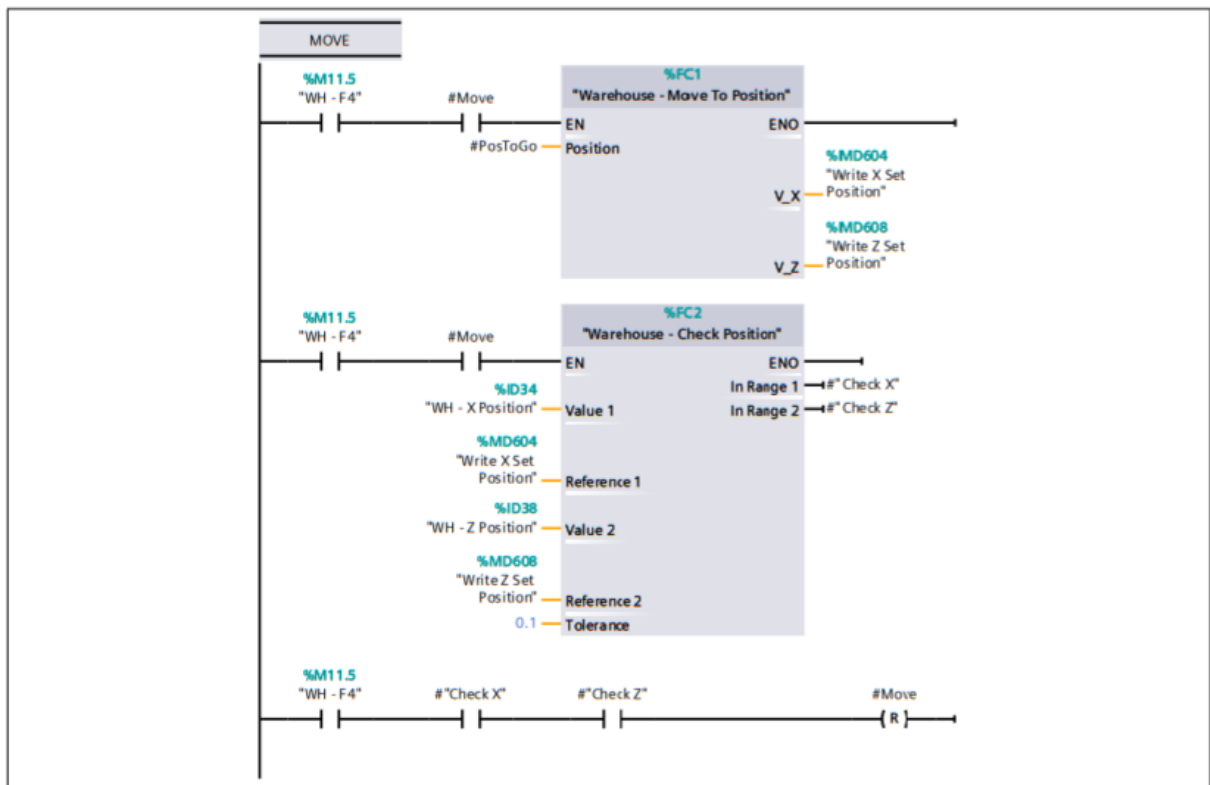 MOVE
%M11.5
"WH - F4"
#Move
#PosToGo
%FC1
"Warehouse - Move To Position"
EN
ENO
Position
V_X
%MD604
"Write X Set
Position"
V_Z
%MD608
"Write Z Set
Position"
%M11.5
"WH - F4"
#Move
%FC2
"Warehouse - Check Position"
EN
ENO
In Range 1
#"Check X"
In Range 2
#"Check Z"
%ID34
"WH - X Position"
Value 1
%MD604
"Write X Set
Position"
Reference 1
%ID38
"WH - Z Position"
Value 2
%MD608
"Write Z Set
Position"
Reference 2
0.1
Tolerance
%M11.5
"WH - F4"
#"Check X"
#"Check Z"
#Move
R